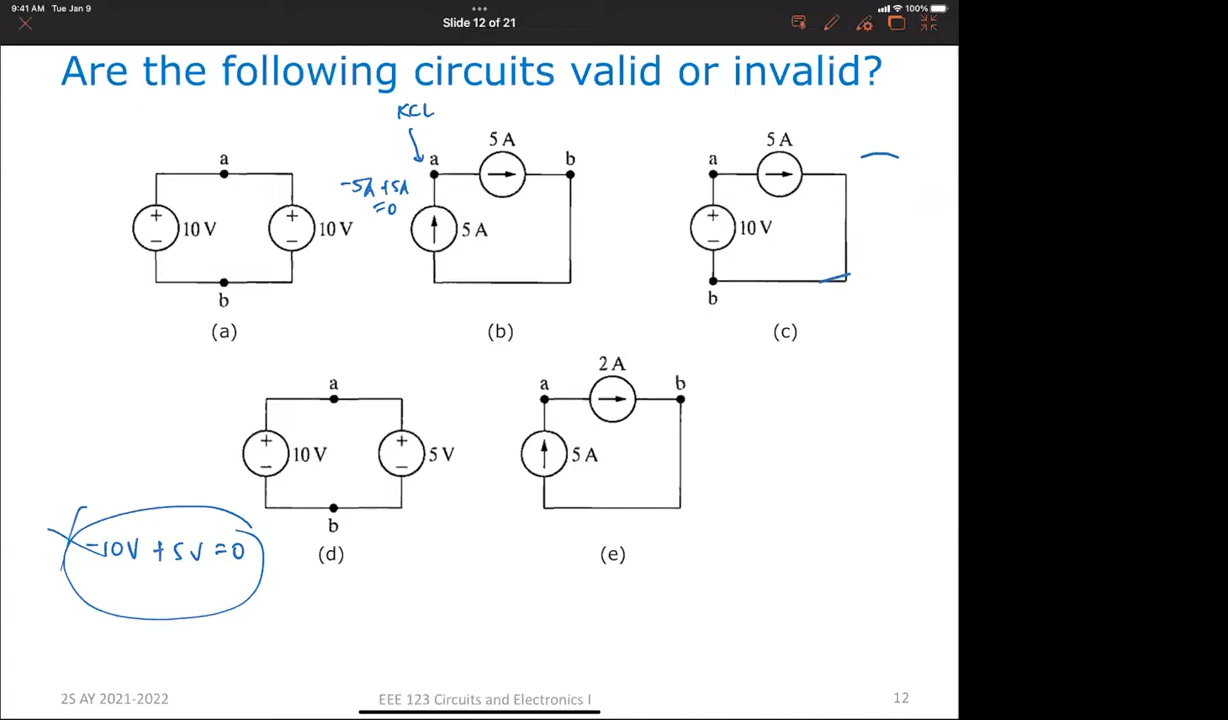 9:41 AM Tue Jan 9
100%
Slide 12 of 21
Are the following circuits valid or invalid?
KCL
a
10 V
10 V
b
(a)
-5A +5A
=0
a
5 A
b
5 A
(b)
a
5 A
10 V
b
(c)
a
10 V
5 V
b
(d)
a
2 A
b
5 A
(e)
-10V + 5V = 0
2S AY 2021-2022
EEE 123 Circuits and Electronics I
12